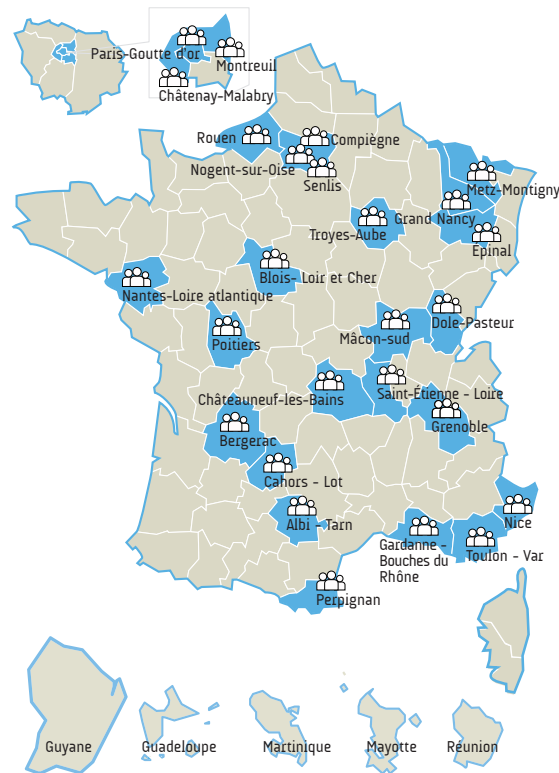 Paris-Goutte d'or
Montreuil
Châtenay-Malabry
Rouen
Compiègne
Nogent-sur-Oise
Senlis
Metz-Montigny
Grand Nancy
Troyes-Aube
Épinal
Blois- Loir et Cher
Nantes-Loire atlantique
Dole-Pasteur
Mâcon-sud
Poitiers
Châteauneuf-les-Bains
Saint-Étienne - Loire
Grenoble
Bergerac
Cahors - Lot
Albi - Tarn
Nice
Gardanne -
Bouches du
Rhône
Toulon - Var
Perpignan
Guyane
Guadeloupe
Martinique
Mayotte
Réunion